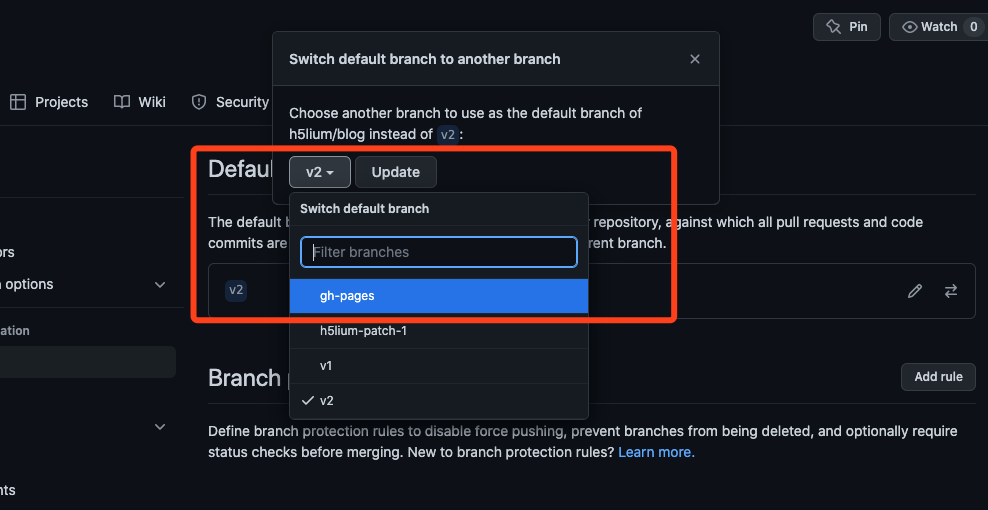 Pin
Watch 0
Switch default branch to another branch
Projects
Wiki
Security
Choose another branch to use as the default branch of
h5lium/blog instead of v2:
v2
Update
Defaul
Switch default branch
The default b
r repository, against which all pull requests and code
commits are
rent branch.
Filter branches
ors
options
v2
gh-pages
h5lium-patch-1
ation
v1
Branch
Add rule
v2
Define branch protection rules to disable force pushing, prevent branches from being deleted, and optionally require
status checks before merging. New to branch protection rules? Learn more.
nts